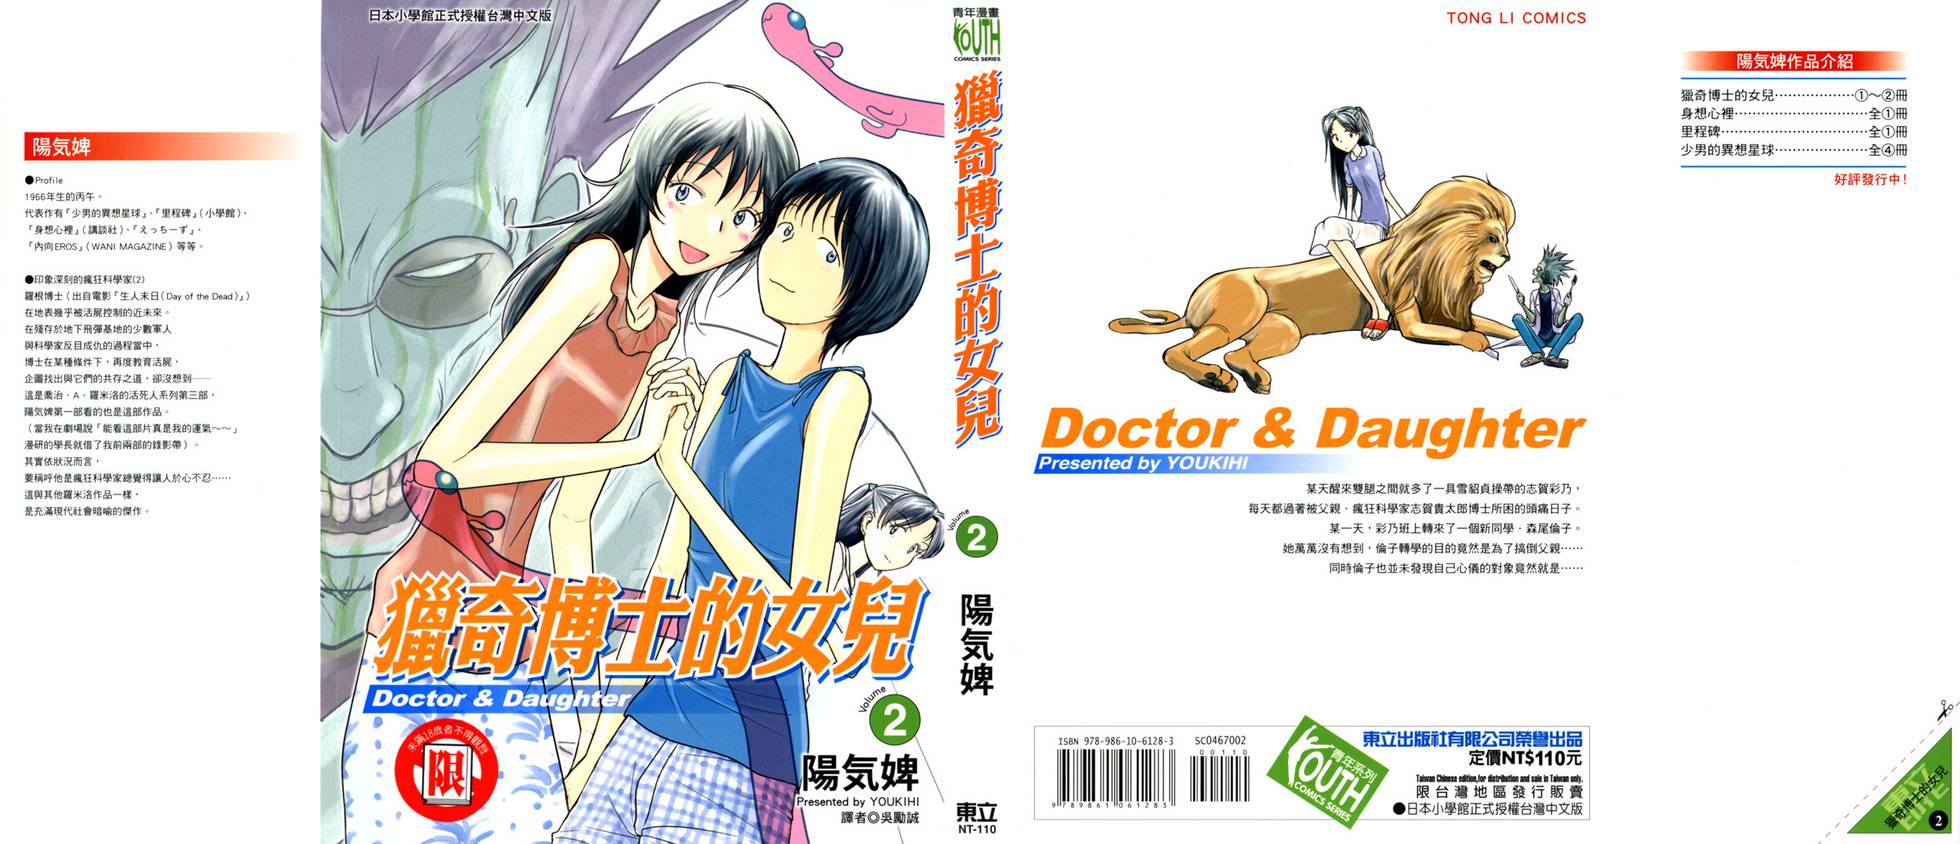 陽気婢
●Profile
1966年生的丙午。
代表作有『少男的異想星球』、『里程碑』(小學館)、
『身想心裡』(講談社)、『えっちーず』、
『內向EROS』(WANI MAGAZINE)等等。
●印象深刻的瘋狂科學家(2)
羅根博士(出自電影『生人末日(Day of the Dead)』)
在地表幾乎被活屍控制的近未來。
在殘存於地下飛彈基地的少數軍人
與科學家反目成仇的過程當中，
博士在某種條件下，再度教育活屍，
企圖找出與它們的共存之道，卻沒想到——
這是喬治．A．羅米洛的活死人系列第三部，
陽気婢第一部看的也是這部作品。
(當我在劇場說「能看這部片真是我的運氣～～」
漫研的學長就借了我前兩部的錄影帶)。
其實依狀況而言，
要稱呼他是瘋狂科學家總覺得讓人於心不忍……
這與其他羅米洛作品一樣，
是充滿現代社會暗喻的傑作。
日本小學館正式授權台灣中文版
獵奇博士的女兒
Doctor & Daughter
Volume
2
未滿18歲者不得觀看
限
陽気婢
Presented by YOUKIHI
譯者◎吳勵誠
青年漫畫
YOUTH
COMICS SERIES
獵奇博士的女兒
Volume
2
陽気婢
東立
NT-110
TONG LI COMICS
Doctor & Daughter
Presented by YOUKIHI
某天醒來雙腿之間就多了一具雪貂貞操帶的志賀彩乃，
每天都過著被父親．瘋狂科學家志賀貴太郎博士所困的頭痛日子。
某一天，彩乃班上轉來了一個新同學．森尾倫子。
她萬萬沒有想到，倫子轉學的目的竟然是為了搞倒父親……
同時倫子也並未發現自己心儀的對象竟然就是……
ISBN 978-986-10-6128-3
SC0467002
00110
9789861061283
青年系列
YOUTH
COMICS SERIES
東立出版社有限公司榮譽出品
定價NT$110元
Taiwan Chinese edition,for distribution and sale in Taiwan only.
限台灣地區發行販賣
●日本小學館正式授權台灣中文版
陽気婢作品介紹
獵奇博士的女兒………………①～②冊
身想心裡…………………………全①冊
里程碑……………………………全①冊
少男的異想星球…………………全④冊
好評發行中！
獵奇博士的女兒
2